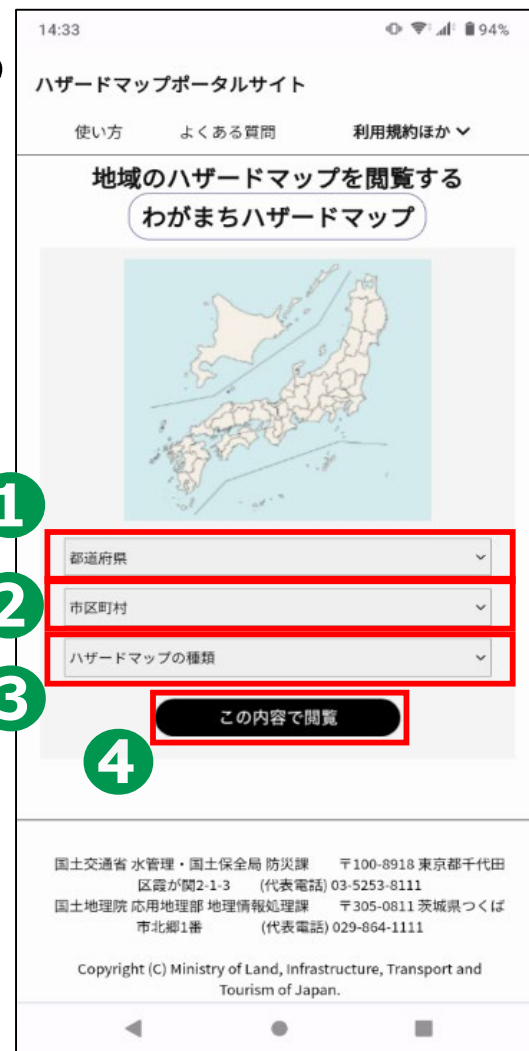 14:33
94%
ハザードマップポータルサイト
使い方 よくある質問 利用規約ほか
地域のハザードマップを閲覧する
わがまちハザードマップ
1
都道府県
2
市区町村
3
ハザードマップの種類
4
この内容で閲覧
国土交通省 水管理・国土保全局 防災課 〒100-8918 東京都千代田
区霞が関2-1-3 (代表電話) 03-5253-8111
国土地理院 応用地理部 地理情報処理課 〒305-0811 茨城県つくば
市北郷1番 (代表電話) 029-864-1111
Copyright (C) Ministry of Land, Infrastructure, Transport and
Tourism of Japan.